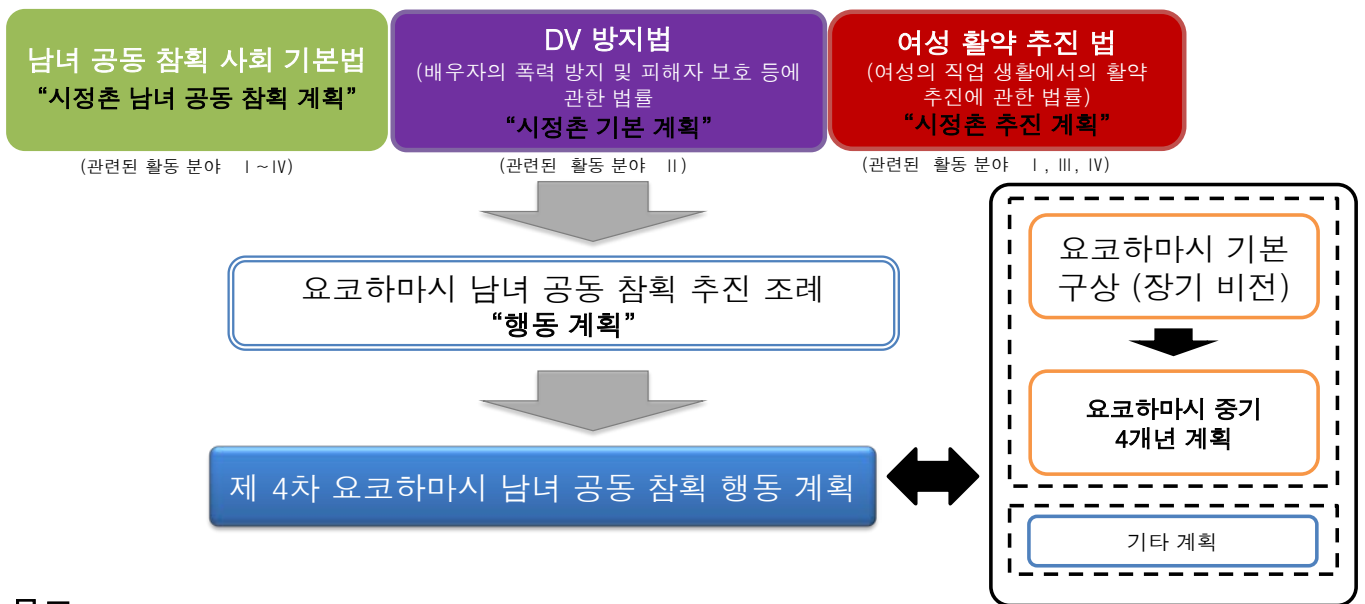 남녀 공동 참획 사회 기본법
“시정촌 남녀 공동 참획 계획”
(관련된 활동 분야 Ⅰ~Ⅳ)
DV 방지법
(배우자의 폭력 방지 및 피해자 보호 등에
관한 법률
“시정촌 기본 계획”
(관련된 활동 분야 Ⅱ)
여성 활약 추진 법
(여성의 직업 생활에서의 활약
추진에 관한 법률)
“시정촌 추진 계획”
(관련된 활동 분야 Ⅰ, Ⅲ, Ⅳ)
요코하마시 남녀 공동 참획 추진 조례
“행동 계획”
제 4차 요코하마시 남녀 공동 참획 행동 계획
요코하마시 기본
구상 (장기 비전)
요코하마시 중기
4개년 계획
기타 계획